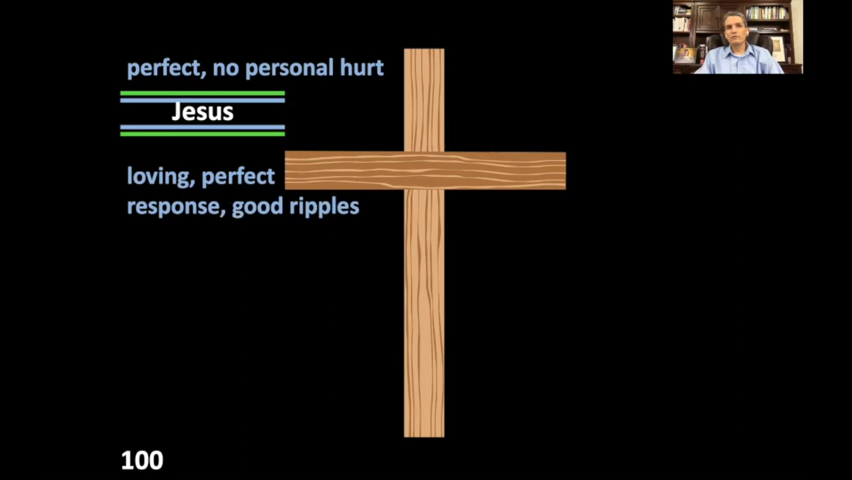 perfect, no personal hurt
Jesus
loving, perfect
response, good ripples
100